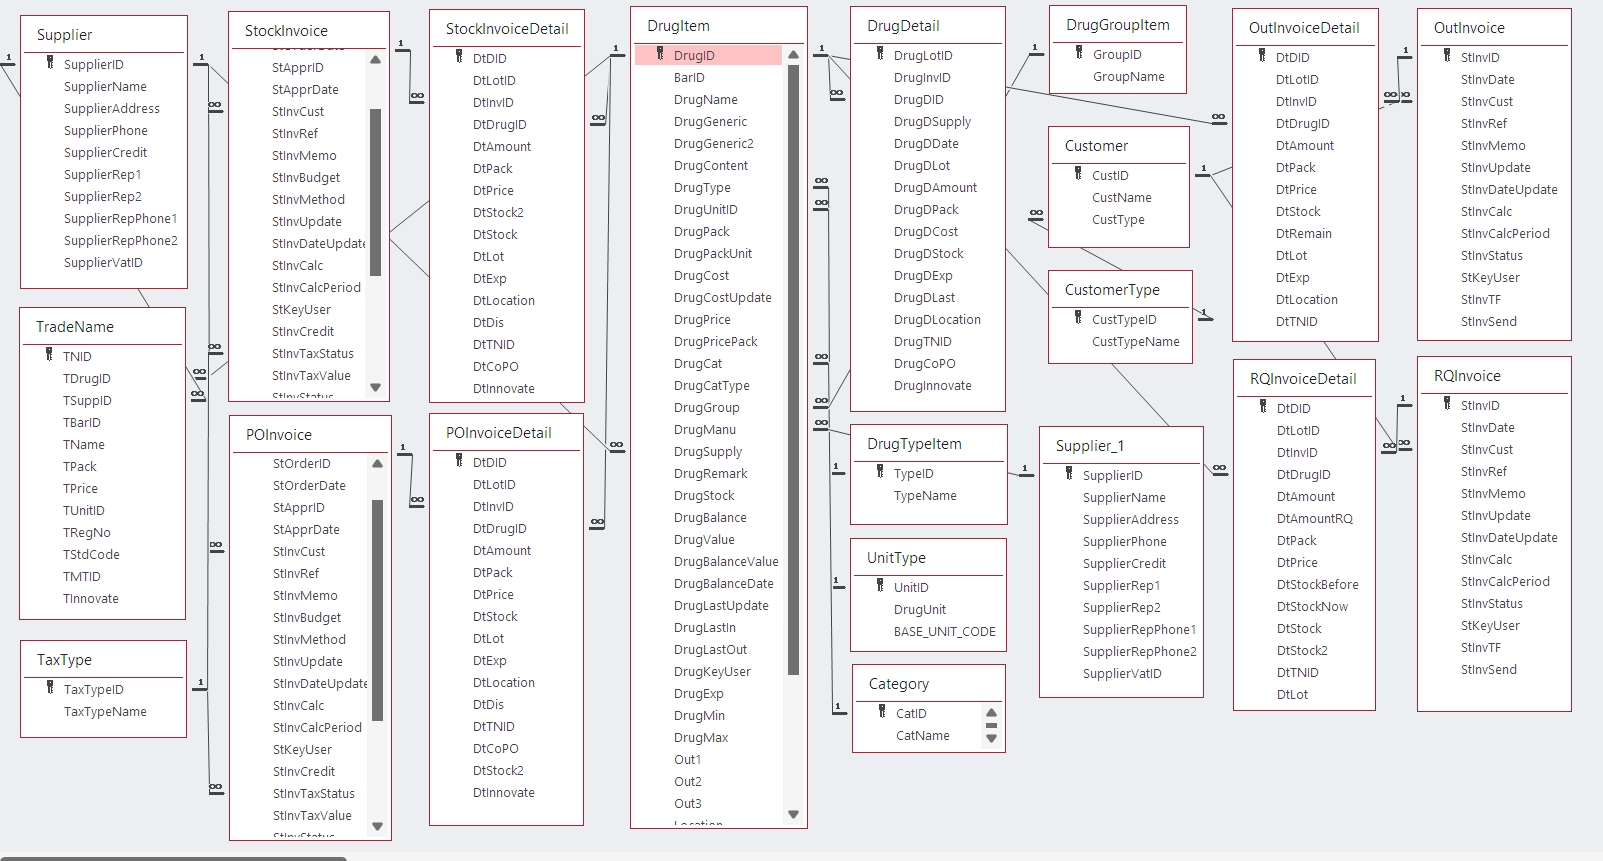 Supplier
SupplierID
SupplierName
SupplierAddress
SupplierPhone
SupplierCredit
SupplierRep1
SupplierRep2
SupplierRepPhone1
SupplierRepPhone2
SupplierVatID
TradeName
TNID
TDrugID
TSuppID
TBarID
TName
TPack
TPrice
TUnitID
TRegNo
TStdCode
TMTID
TInnovate
TaxType
TaxTypeID
TaxTypeName
StockInvoice
StApprID
StApprDate
StInvCust
StInvRef
StInvMemo
StInvBudget
StInvMethod
StInvUpdate
StInvDateUpdate
StInvCalc
StInvCalcPeriod
StKeyUser
StInvCredit
StInvTaxStatus
StInvTaxValue
StInvStatus
POInvoice
StOrderID
StOrderDate
StApprID
StApprDate
StInvCust
StInvRef
StInvMemo
StInvBudget
StInvMethod
StInvUpdate
StInvDateUpdate
StInvCalc
StInvCalcPeriod
StKeyUser
StInvCredit
StInvTaxStatus
StInvTaxValue
StInvStatus
StockInvoiceDetail
DtDID
DtLotID
DtInvID
DtDrugID
DtAmount
DtPack
DtPrice
DtStock2
DtStock
DtLot
DtExp
DtLocation
DtDis
DtTNID
DtCoPO
DtInnovate
POInvoiceDetail
DtDID
DtLotID
DtInvID
DtDrugID
DtAmount
DtPack
DtPrice
DtStock
DtLot
DtExp
DtLocation
DtDis
DtTNID
DtCoPO
DtStock2
DtInnovate
DrugItem
DrugID
BarID
DrugName
DrugGeneric
DrugGeneric2
DrugContent
DrugType
DrugUnitID
DrugPack
DrugPackUnit
DrugCost
DrugCostUpdate
DrugPrice
DrugPricePack
DrugCat
DrugCatType
DrugGroup
DrugManu
DrugSupply
DrugRemark
DrugStock
DrugBalance
DrugValue
DrugBalanceValue
DrugBalanceDate
DrugLastUpdate
DrugLastIn
DrugLastOut
DrugKeyUser
DrugExp
DrugMin
DrugMax
Out1
Out2
Out3
Location
DrugDetail
DrugLotID
DrugInvID
DrugDID
DrugDSupply
DrugDDate
DrugDLot
DrugDAmount
DrugDPack
DrugDCost
DrugDStock
DrugDExp
DrugDLast
DrugDLocation
DrugTNID
DrugCoPO
DrugInnovate
DrugTypeItem
TypeID
TypeName
UnitType
UnitID
DrugUnit
BASE_UNIT_CODE
Category
CatID
CatName
DrugGroupItem
GroupID
GroupName
Customer
CustID
CustName
CustType
CustomerType
CustTypeID
CustTypeName
Supplier_1
SupplierID
SupplierName
SupplierAddress
SupplierPhone
SupplierCredit
SupplierRep1
SupplierRep2
SupplierRepPhone1
SupplierRepPhone2
SupplierVatID
OutInvoiceDetail
DtDID
DtLotID
DtInvID
DtDrugID
DtAmount
DtPack
DtPrice
DtStock
DtRemain
DtLot
DtExp
DtLocation
DtTNID
RQInvoiceDetail
DtDID
DtLotID
DtInvID
DtDrugID
DtAmount
DtAmountRQ
DtPack
DtPrice
DtStockBefore
DtStockNow
DtStock
DtStock2
DtTNID
DtLot
OutInvoice
StInvID
StInvDate
StInvCust
StInvRef
StInvMemo
StInvUpdate
StInvDateUpdate
StInvCalc
StInvCalcPeriod
StInvStatus
StKeyUser
StInvTF
StInvSend
RQInvoice
StInvID
StInvDate
StInvCust
StInvRef
StInvMemo
StInvUpdate
StInvDateUpdate
StInvCalc
StInvCalcPeriod
StInvStatus
StKeyUser
StInvTF
StInvSend